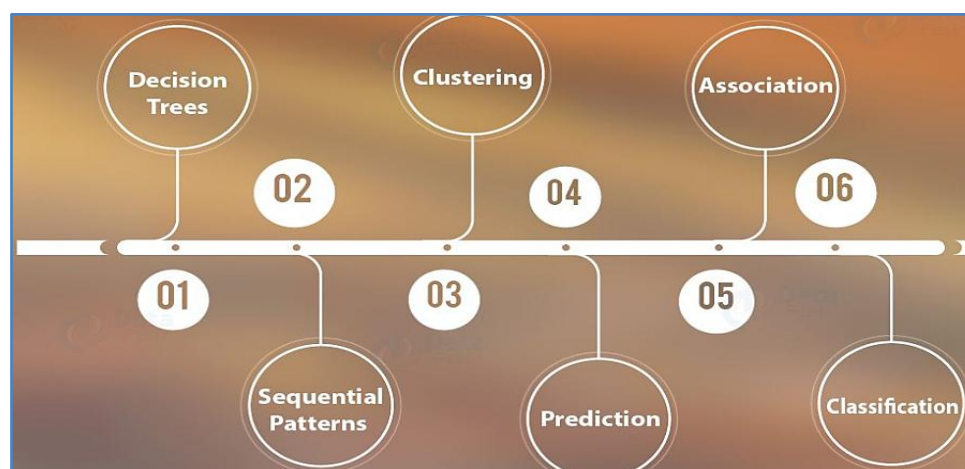 Decision
Trees
Clustering
Association
02
04
06
01
03
05
Sequential
Patterns
Prediction
Classification